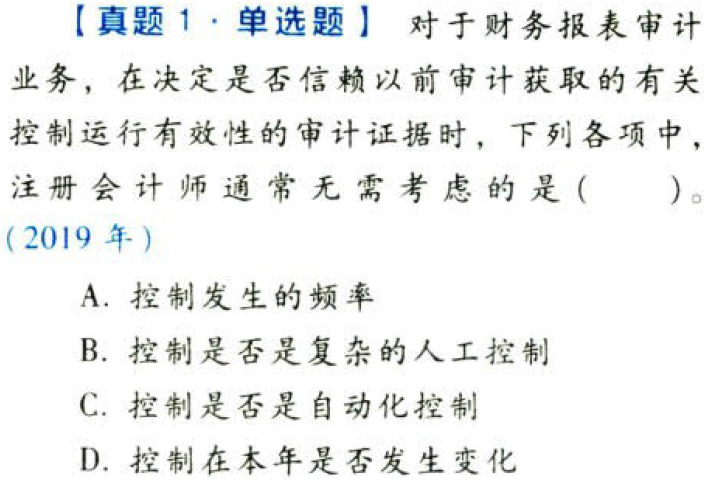 【真题 1 · 单选题】 对于财务报表审计
业务，在决定是否信赖以前审计获取的有关
控制运行有效性的审计证据时，下列各项中，
注册会计师通常无需考虑的是(　　)。
(2019 年)
A. 控制发生的频率
B. 控制是否是复杂的人工控制
C. 控制是否是自动化控制
D. 控制在本年是否发生变化